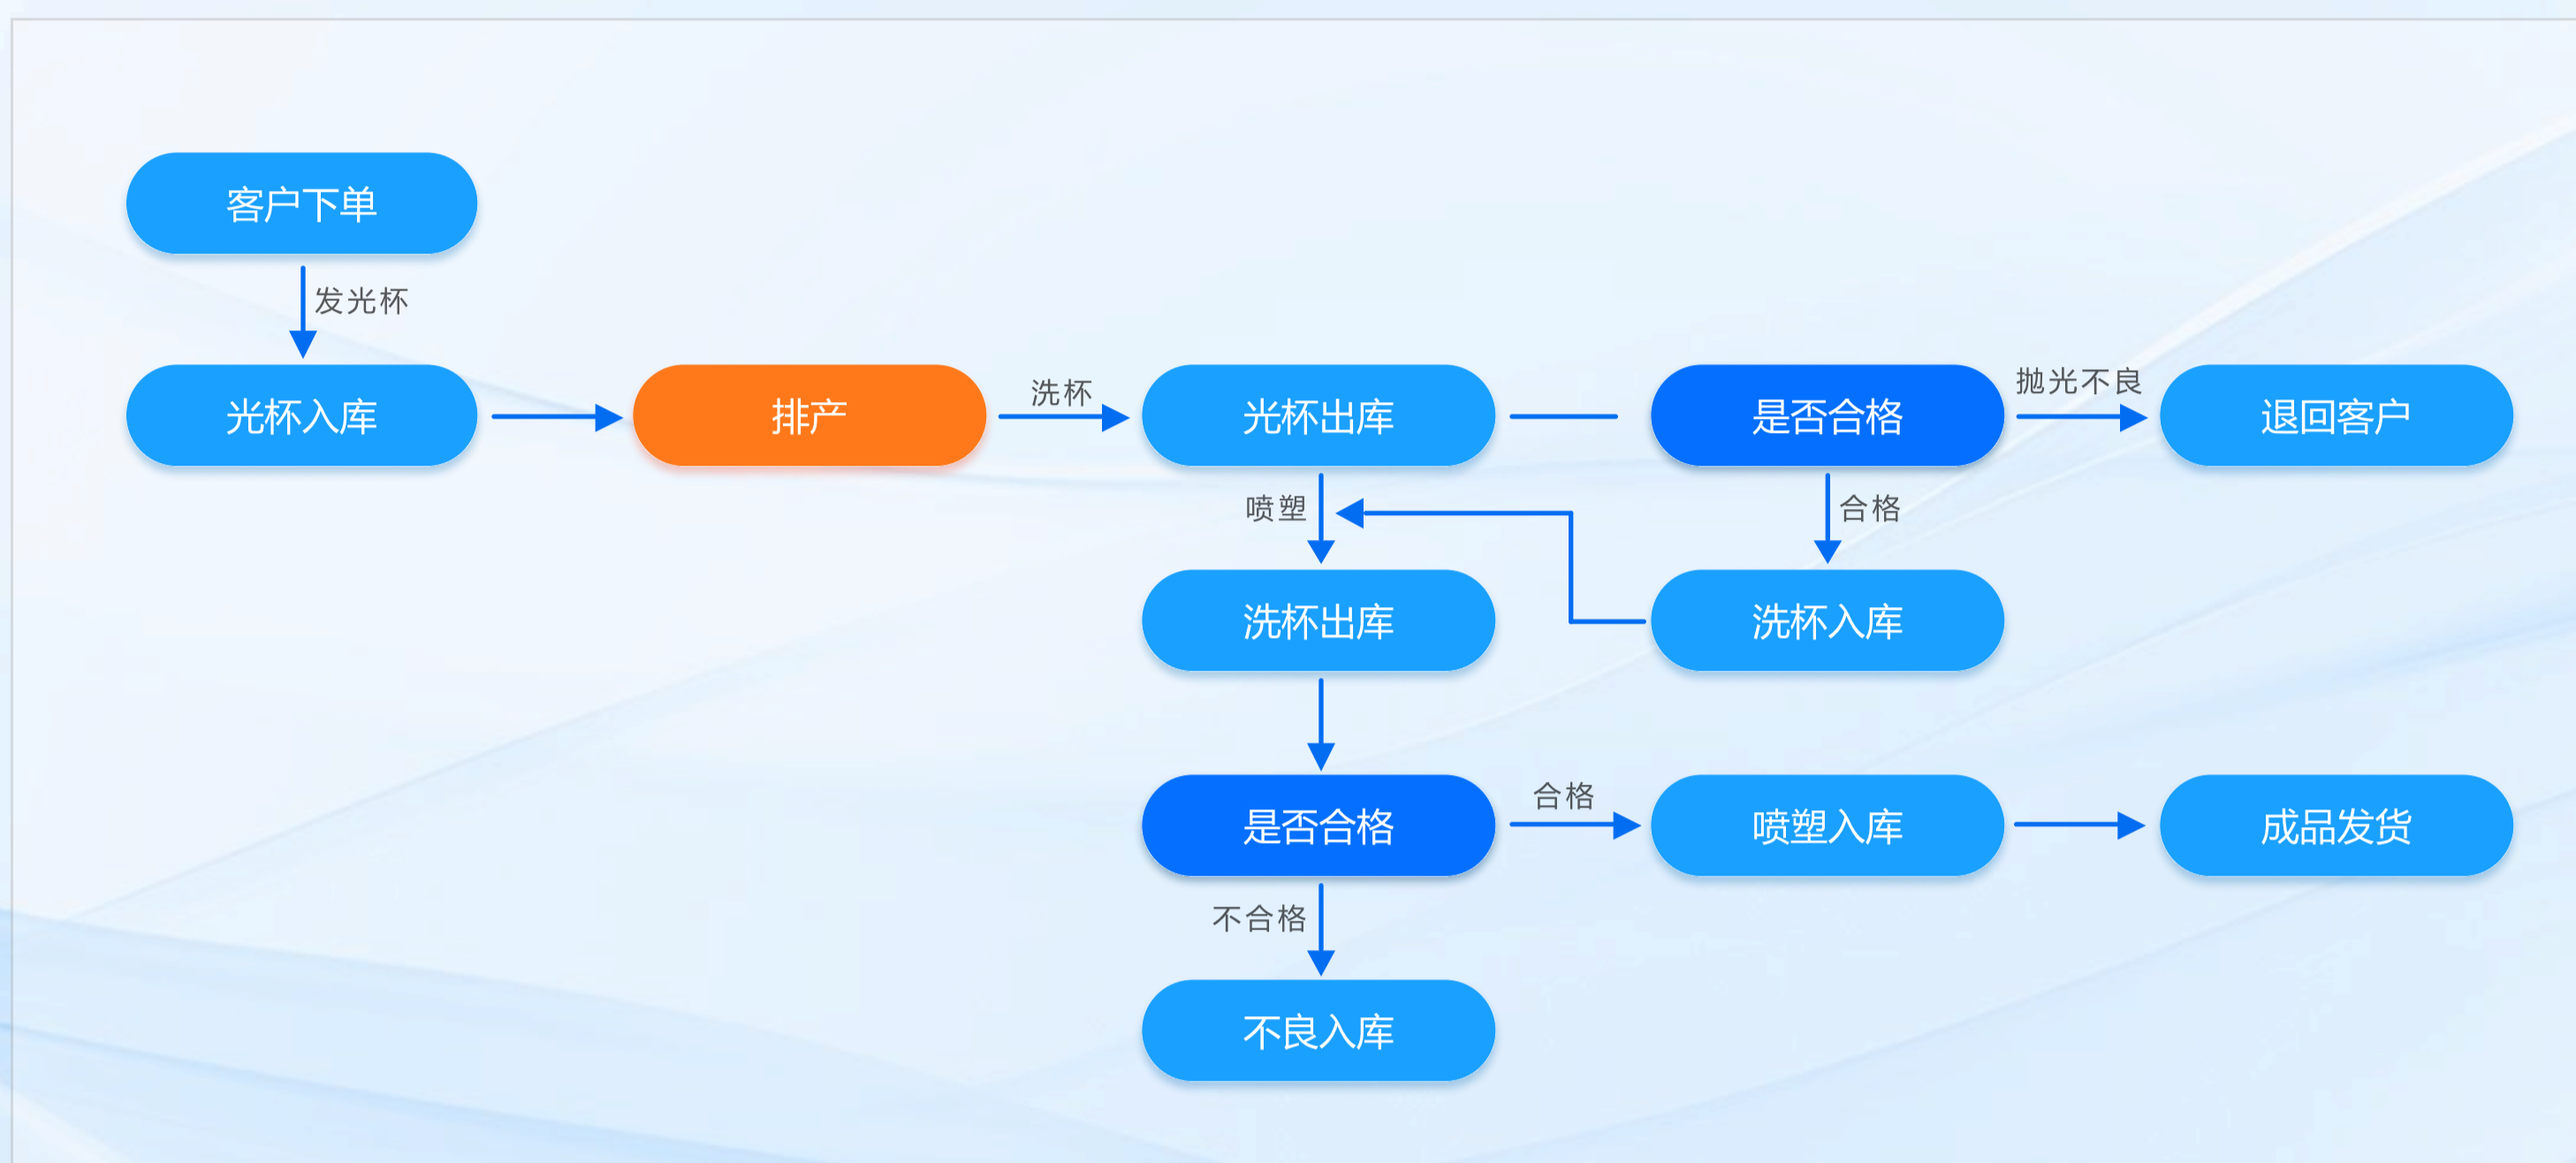 客户下单
发光杯
光杯入库
排产
洗杯
光杯出库
是否合格
抛光不良
退回客户
喷塑
合格
洗杯出库
洗杯入库
是否合格
合格
喷塑入库
成品发货
不合格
不良入库